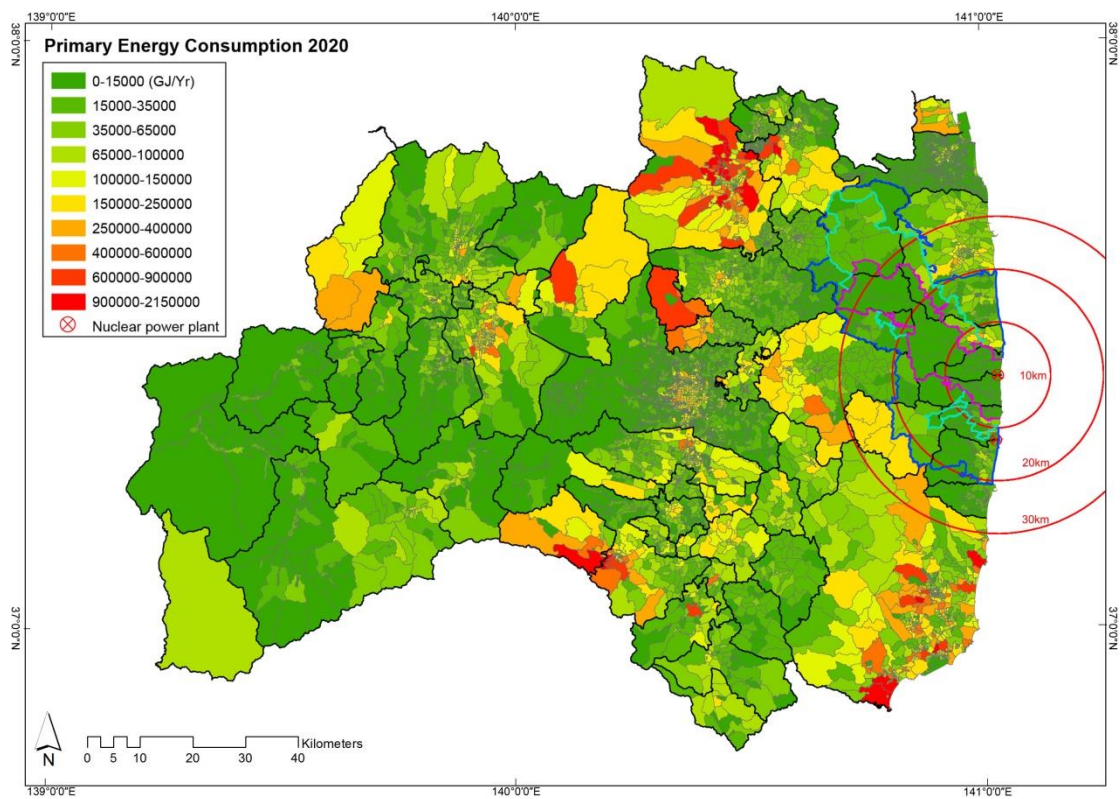 139°0'0"E
140°0'0"E
141°0'0"E
38°0'0"N
38°0'0"N
Primary Energy Consumption 2020
0-15000 (GJ/Yr)
15000-35000
35000-65000
65000-100000
100000-150000
150000-250000
250000-400000
400000-600000
600000-900000
900000-2150000
Nuclear power plant
10km
20km
30km
37°0'0"N
37°0'0"N
N
Kilometers
0 5 10 20 30 40
139°0'0"E
140°0'0"E
141°0'0"E